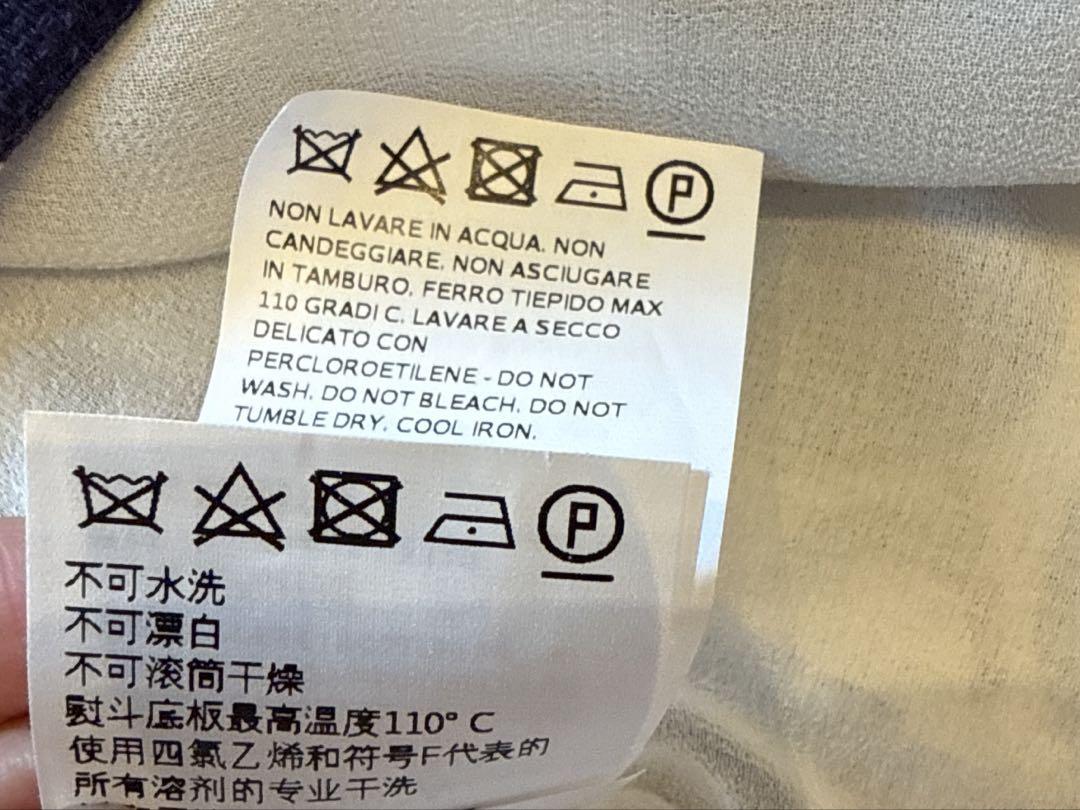 P
NON LAVARE IN ACQUA. NON
CANDEGGIARE. NON ASCIUGARE
IN TAMBURO. FERRO TIEPIDO MAX
110 GRADI C. LAVARE A SECCO
DELICATO CON
PERCLOROETILENE - DO NOT
WASH. DO NOT BLEACH. DO NOT
TUMBLE DRY. COOL IRON.
P
不可水洗
不可漂白
不可滚筒干燥
熨斗底板最高温度110° C
使用四氯乙烯和符号F代表的
所有溶剂的专业干洗